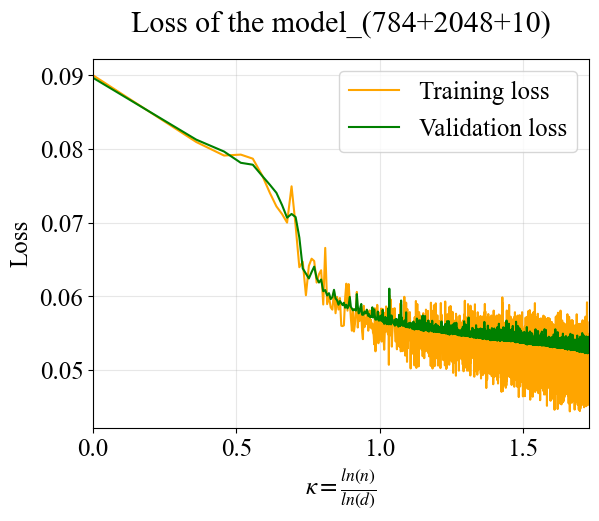 Loss of the model_(784+2048+10)
Training loss
Validation loss
Loss
0.09
0.08
0.07
0.06
0.05
0.0 0.5 1.0 1.5
κ = ln(n)/ln(d)